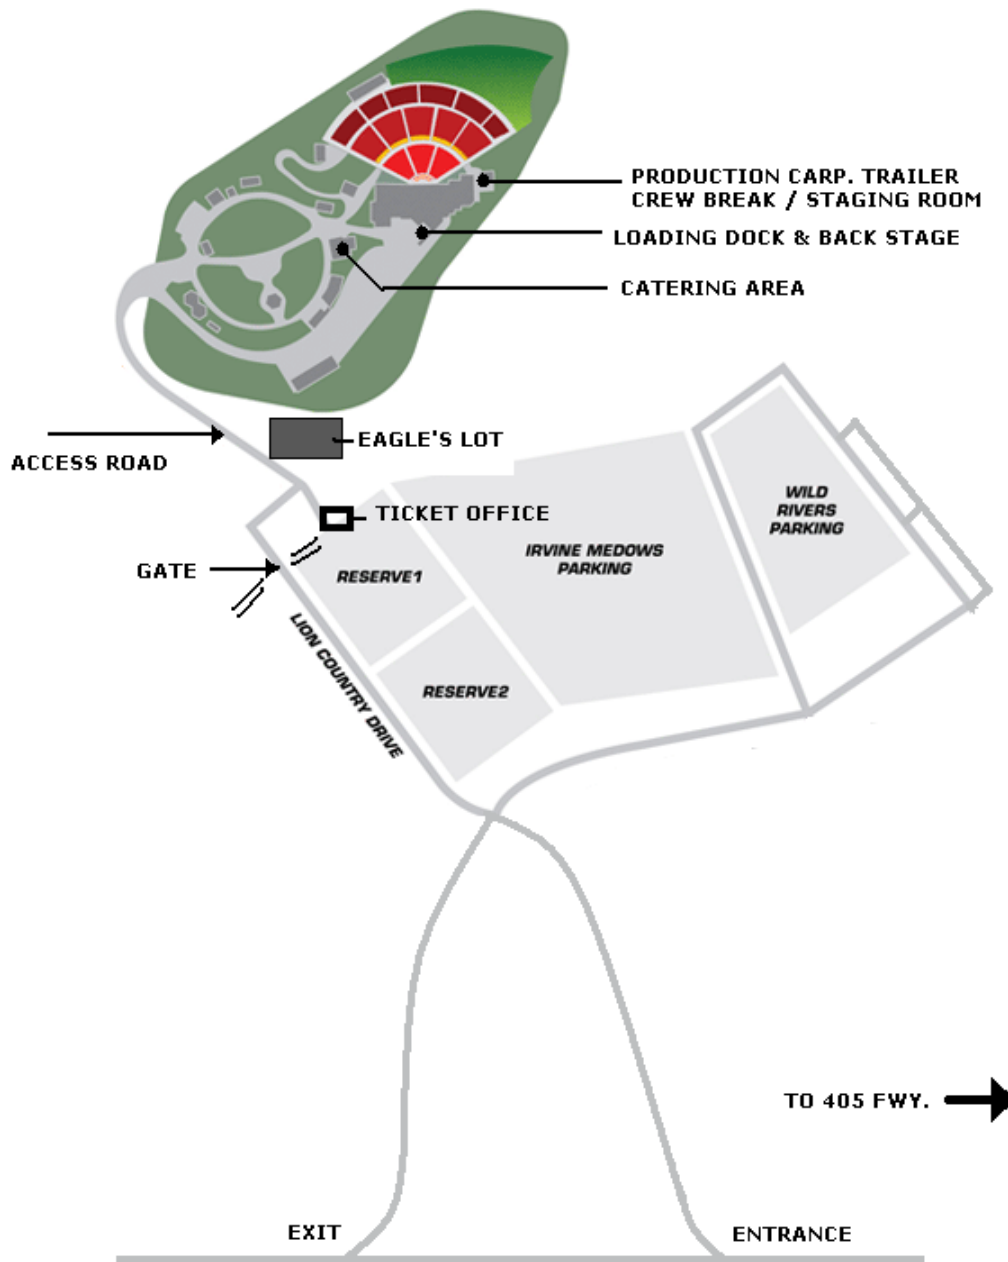 PRODUCTION CARP. TRAILER
CREW BREAK / STAGING ROOM
LOADING DOCK & BACK STAGE
CATERING AREA
EAGLE'S LOT
ACCESS ROAD
WILD
RIVERS
PARKING
TICKET OFFICE
IRVINE MEDOWS
PARKING
GATE
RESERVE1
LION COUNTRY DRIVE
RESERVE2
TO 405 FWY.
EXIT
ENTRANCE